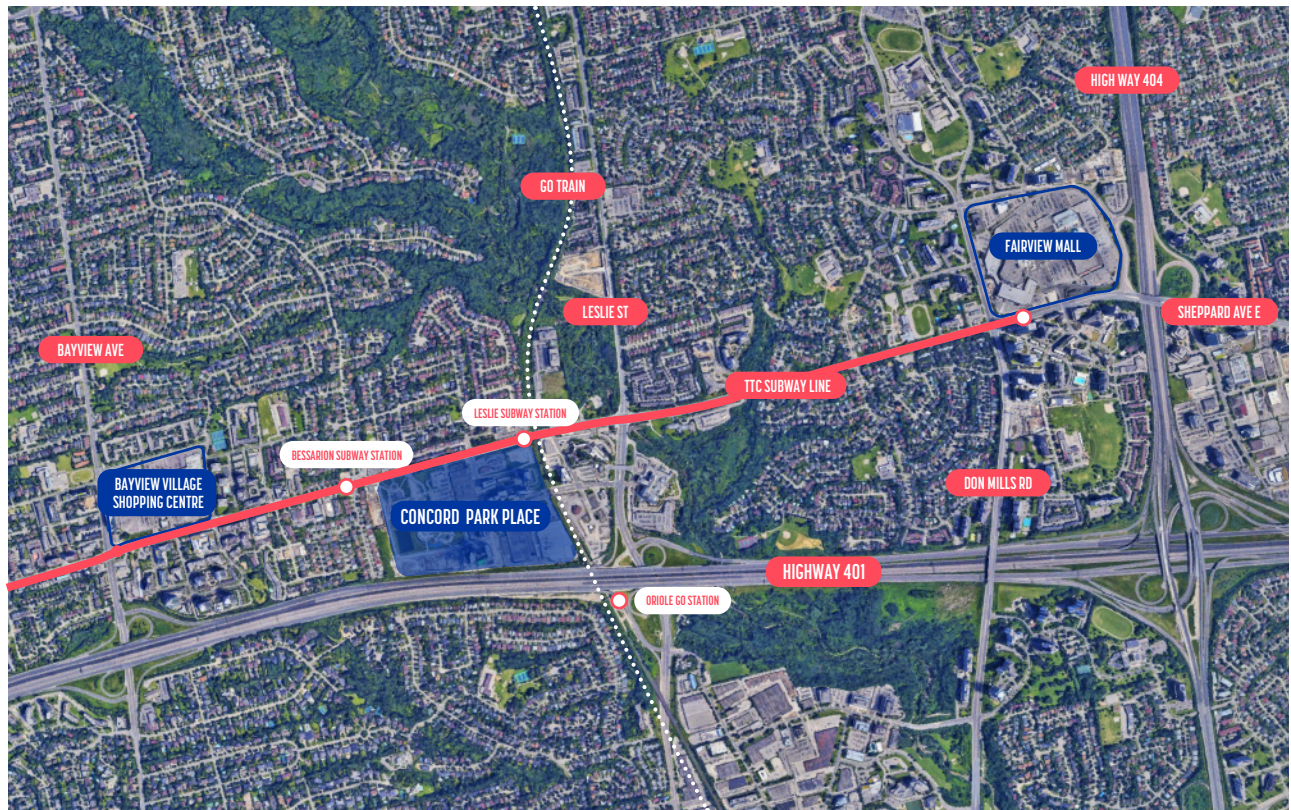 HIGH WAY 404
GO TRAIN
FAIRVIEW MALL
LESLIE ST
SHEPPARD AVE E
BAYVIEW AVE
TTC SUBWAY LINE
LESLIE SUBWAY STATION
BESSARION SUBWAY STATION
BAYVIEW VILLAGE
SHOPPING CENTRE
DON MILLS RD
CONCORD PARK PLACE
HIGHWAY 401
ORIOLE GO STATION